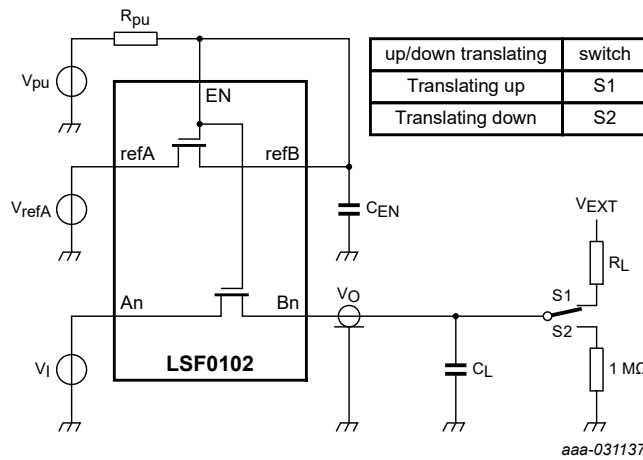 Rpu
up/down translating switch
Translating up S1
Translating down S2
Vpu
EN
refA refB
VrefA
CEN
VEXT
RL
An Bn VO
S1
S2
VI
LSF0102
CL
1 MΩ
aaa-031137